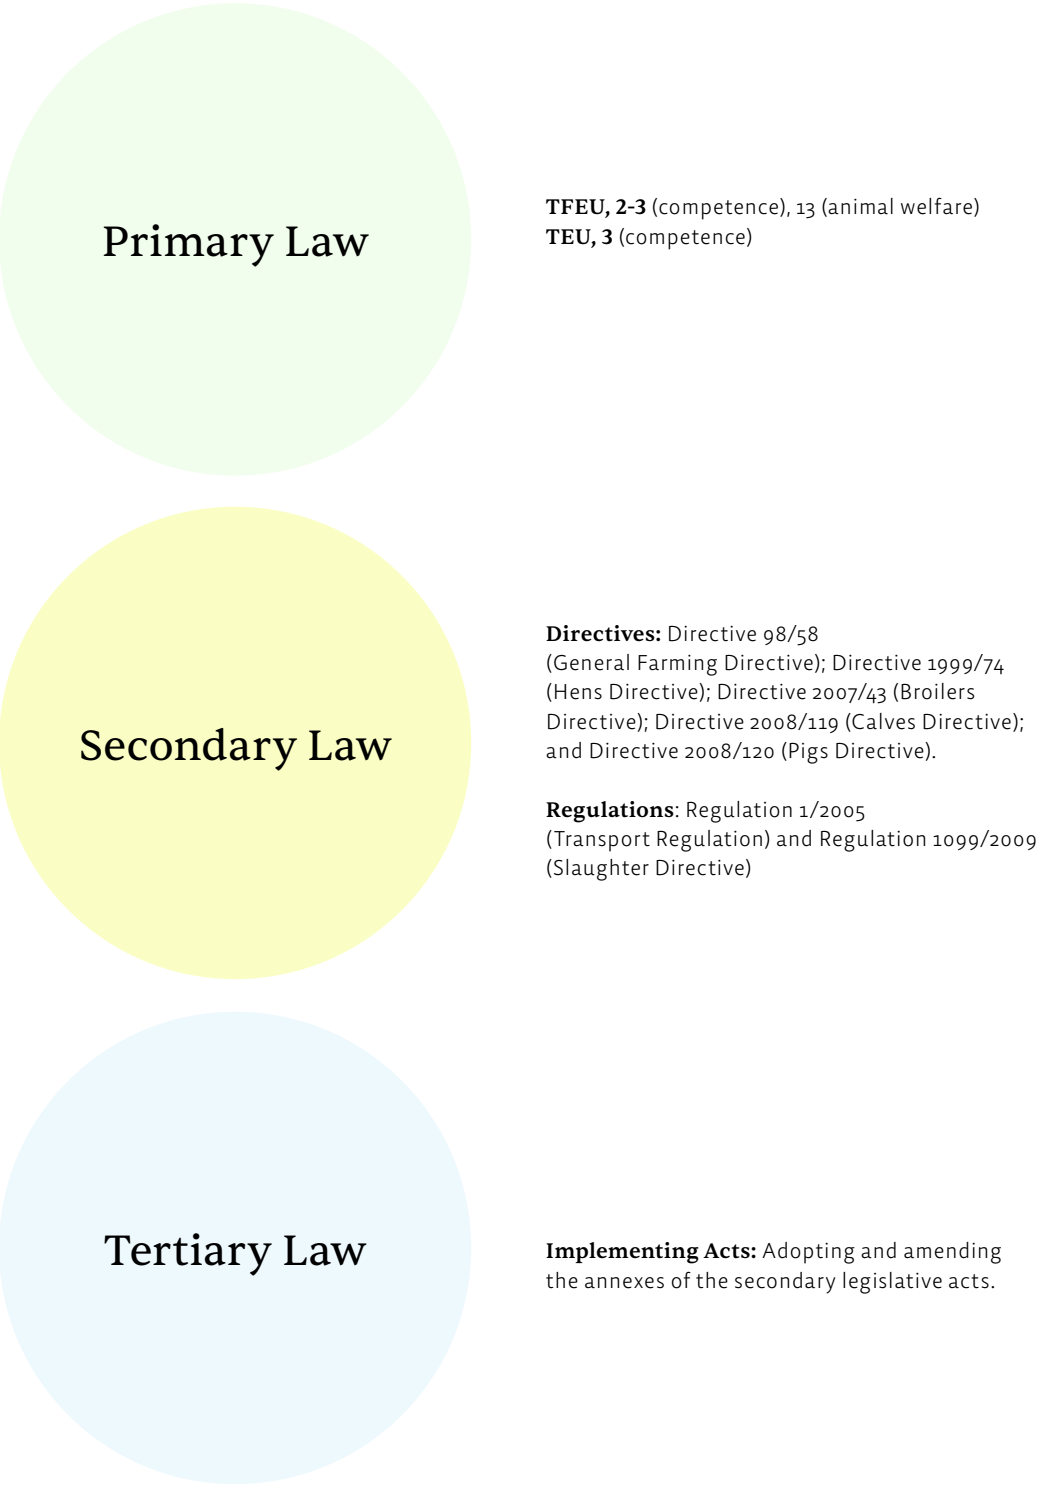 Primary Law
TFEU, 2-3 (competence), 13 (animal welfare)
TEU, 3 (competence)
Secondary Law
Directives: Directive 98/58
(General Farming Directive); Directive 1999/74
(Hens Directive); Directive 2007/43 (Broilers
Directive); Directive 2008/119 (Calves Directive);
and Directive 2008/120 (Pigs Directive).
Regulations: Regulation 1/2005
(Transport Regulation) and Regulation 1099/2009
(Slaughter Directive)
Tertiary Law
Implementing Acts: Adopting and amending
the annexes of the secondary legislative acts.